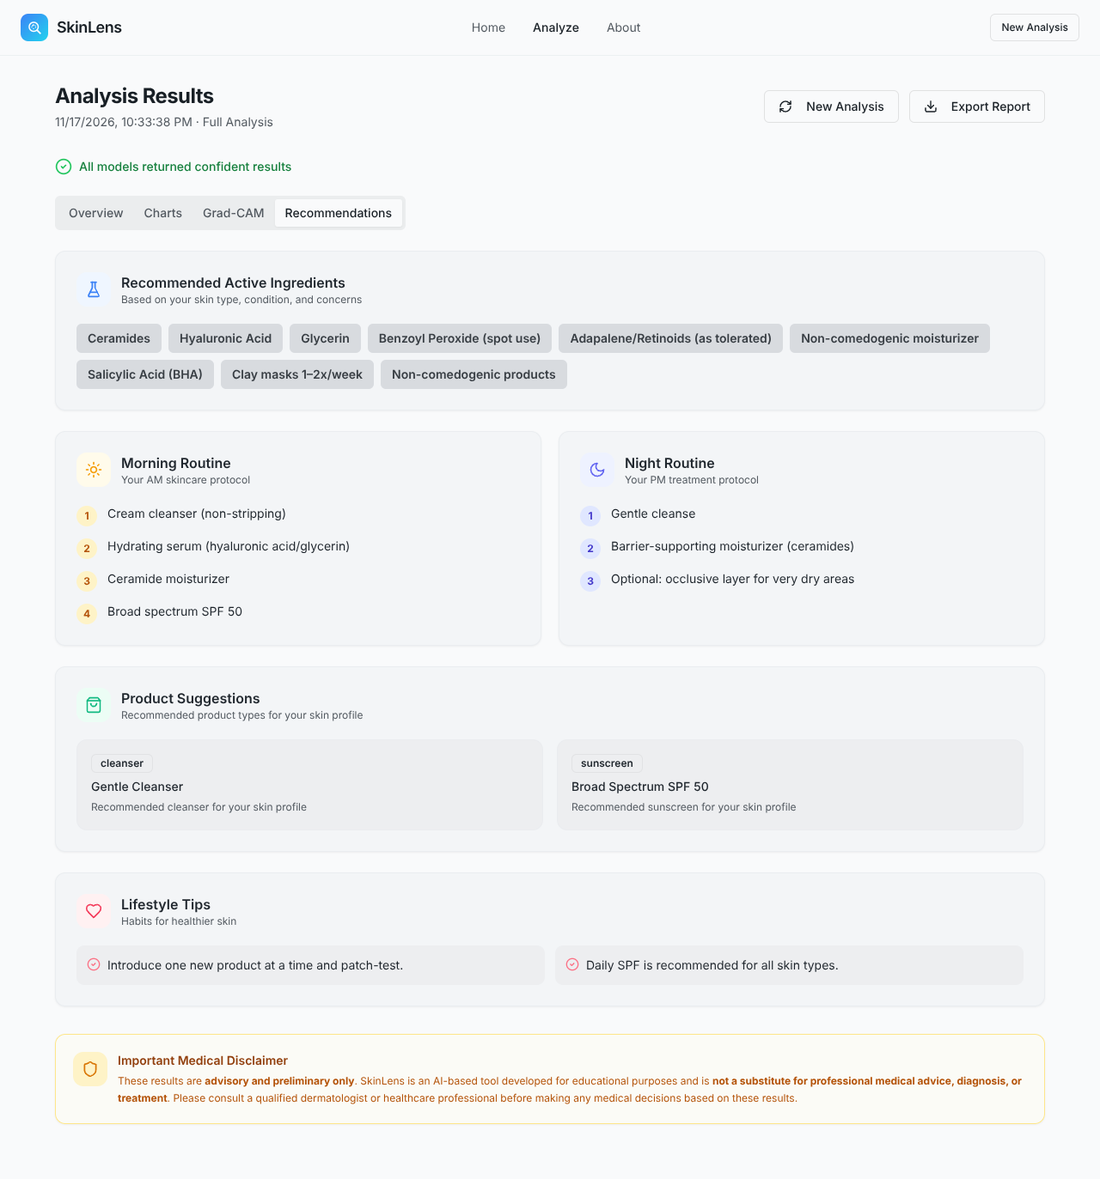 SkinLens
Home
Analyze
About
New Analysis
Analysis Results
11/17/2026, 10:33:38 PM · Full Analysis
New Analysis
Export Report
All models returned confident results
Overview
Charts
Grad-CAM
Recommendations
Recommended Active Ingredients
Based on your skin type, condition, and concerns
Ceramides
Hyaluronic Acid
Glycerin
Benzoyl Peroxide (spot use)
Adapalene/Retinoids (as tolerated)
Non-comedogenic moisturizer
Salicylic Acid (BHA)
Clay masks 1–2x/week
Non-comedogenic products
Morning Routine
Your AM skincare protocol
1 Cream cleanser (non-stripping)
2 Hydrating serum (hyaluronic acid/glycerin)
3 Ceramide moisturizer
4 Broad spectrum SPF 50
Night Routine
Your PM treatment protocol
1 Gentle cleanse
2 Barrier-supporting moisturizer (ceramides)
3 Optional: occlusive layer for very dry areas
Product Suggestions
Recommended product types for your skin profile
cleanser
Gentle Cleanser
Recommended cleanser for your skin profile
sunscreen
Broad Spectrum SPF 50
Recommended sunscreen for your skin profile
Lifestyle Tips
Habits for healthier skin
Introduce one new product at a time and patch-test.
Daily SPF is recommended for all skin types.
Important Medical Disclaimer
These results are advisory and preliminary only. SkinLens is an AI-based tool developed for educational purposes and is not a substitute for professional medical advice, diagnosis, or
treatment. Please consult a qualified dermatologist or healthcare professional before making any medical decisions based on these results.